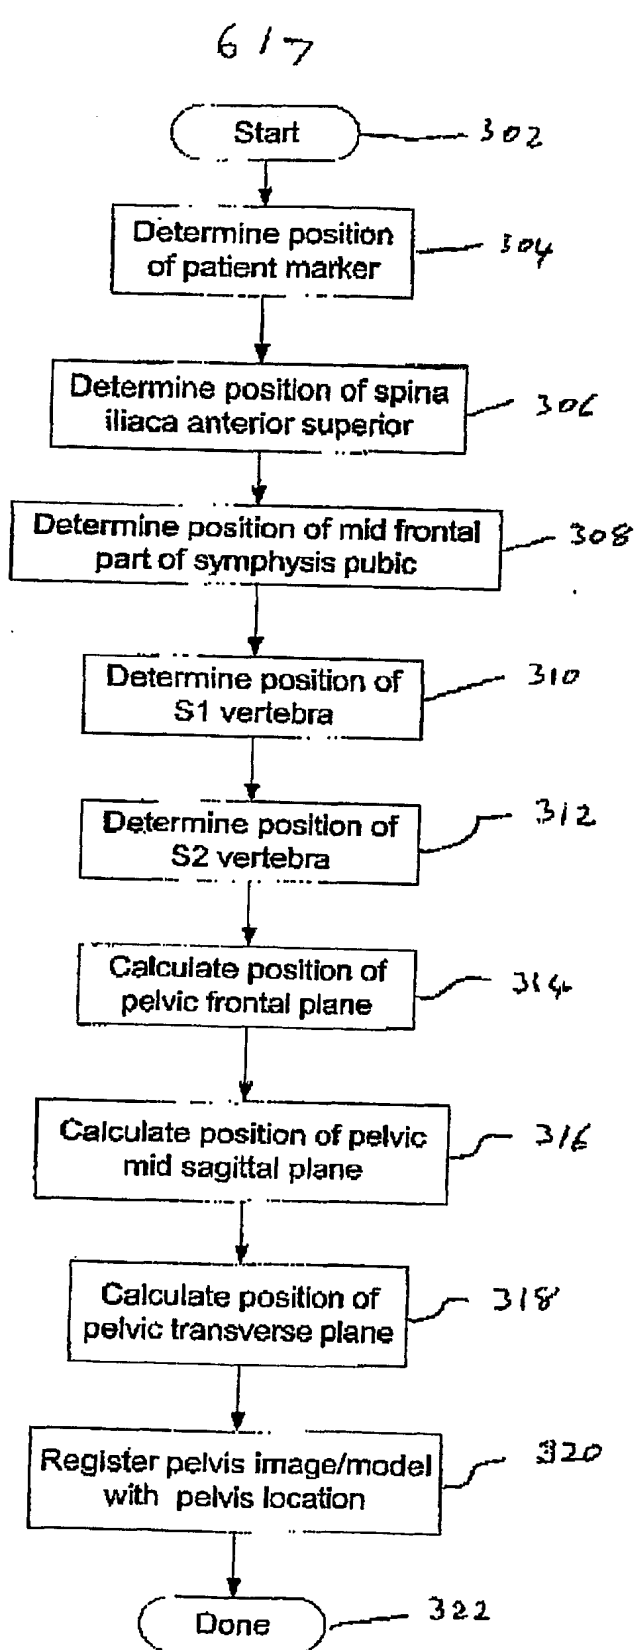 617
Start
302
Determine position
of patient marker
304
Determine position of spina
iliaca anterior superior
306
Determine position of mid frontal
part of symphysis pubic
308
Determine position of
S1 vertebra
310
Determine position of
S2 vertebra
312
Calculate position of
pelvic frontal plane
314
Calculate position of pelvic
mid sagittal plane
316
Calculate position of
pelvic transverse plane
318
Register pelvis image/model
with pelvis location
320
Done
322